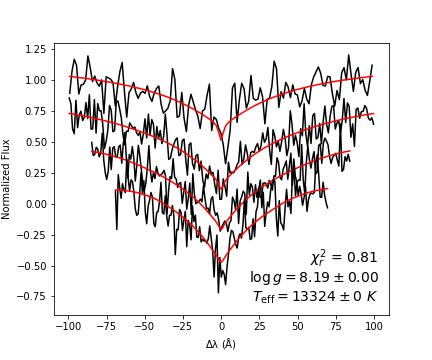 1.25
1.00
0.75
0.50
0.25
0.00
−0.25
−0.50
−0.75
Normalized Flux
χ²ᵣ = 0.81
log g = 8.19±0.00
T_eff = 13324±0 K
−100 −75 −50 −25 0 25 50 75 100
Δλ (Å)